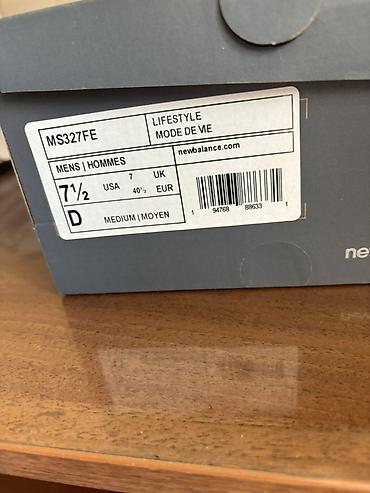 MS327FE
LIFESTYLE
MODE DE VIE
MENS | HOMMES
newbalance.com
7½ USA 7 UK
40½ EUR
D MEDIUM | MOYEN
1 94768 88633 1
ne